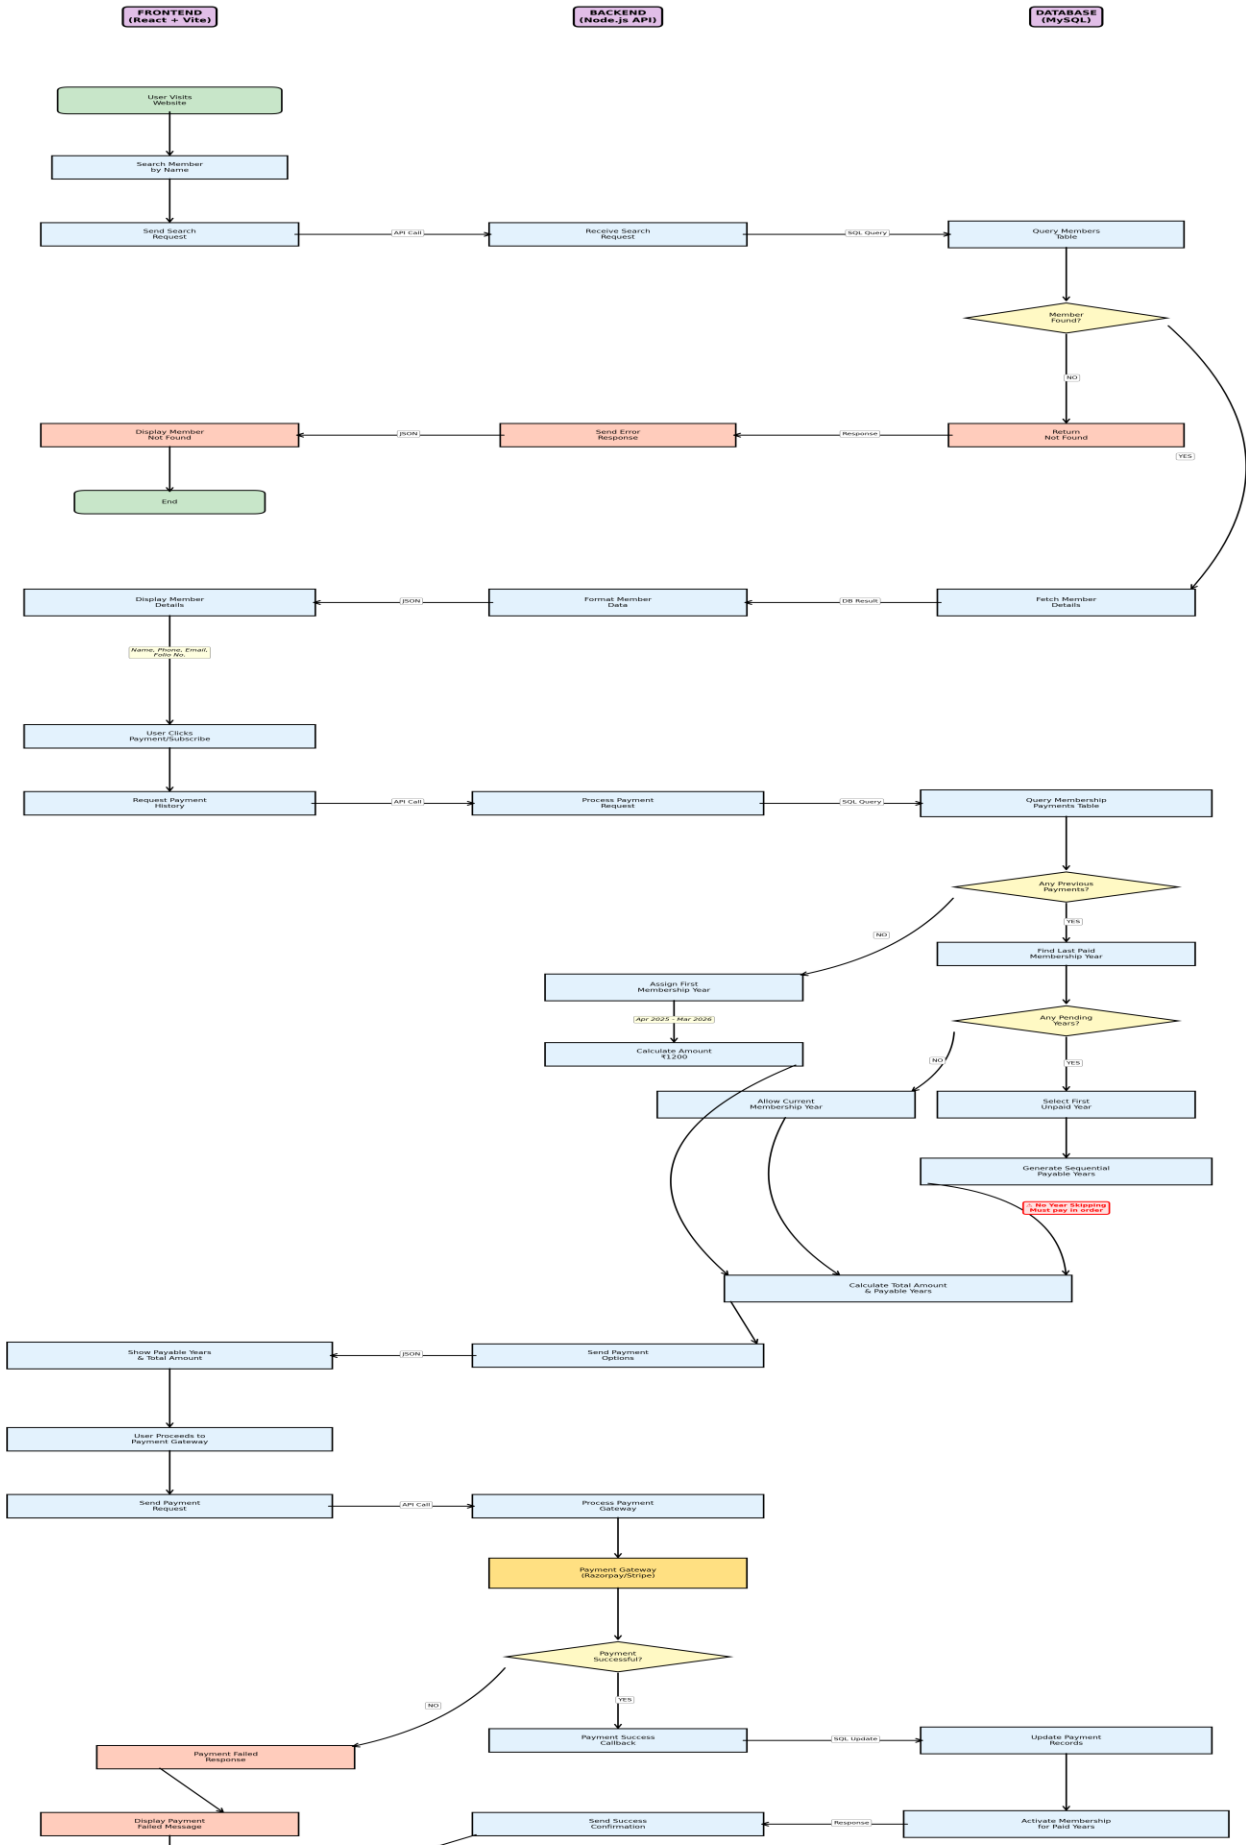 FRONTEND
(React + Vite)
BACKEND
(Node.js API)
DATABASE
(MySQL)
User Visits
Website
Search Member
by Name
Send Search
Request
API Call
Receive Search
Request
SQL Query
Query Members
Table
Member
Found?
NO
Display Member
Not Found
JSON
Send Error
Response
Response
Return
Not Found
YES
End
Display Member
Details
JSON
Format Member
Data
DB Result
Fetch Member
Details
Name, Phone, Email,
Folio No.
User Clicks
Payment/Subscribe
Request Payment
History
API Call
Process Payment
Request
SQL Query
Query Membership
Payments Table
Any Previous
Payments?
NO
YES
Find Last Paid
Membership Year
Assign First
Membership Year
Apr 2025 - Mar 2026
Any Pending
Years?
Calculate Amount
₹1200
NO
YES
Allow Current
Membership Year
Select First
Unpaid Year
Generate Sequential
Payable Years
⚠ No Year Skipping
Must pay in order
Calculate Total Amount
& Payable Years
Show Payable Years
& Total Amount
JSON
Send Payment
Options
User Proceeds to
Payment Gateway
Send Payment
Request
API Call
Process Payment
Gateway
Payment Gateway
(Razorpay/Stripe)
Payment
Successful?
NO
YES
Payment Failed
Response
Payment Success
Callback
SQL Update
Update Payment
Records
Display Payment
Failed Message
Send Success
Confirmation
Response
Activate Membership
for Paid Years